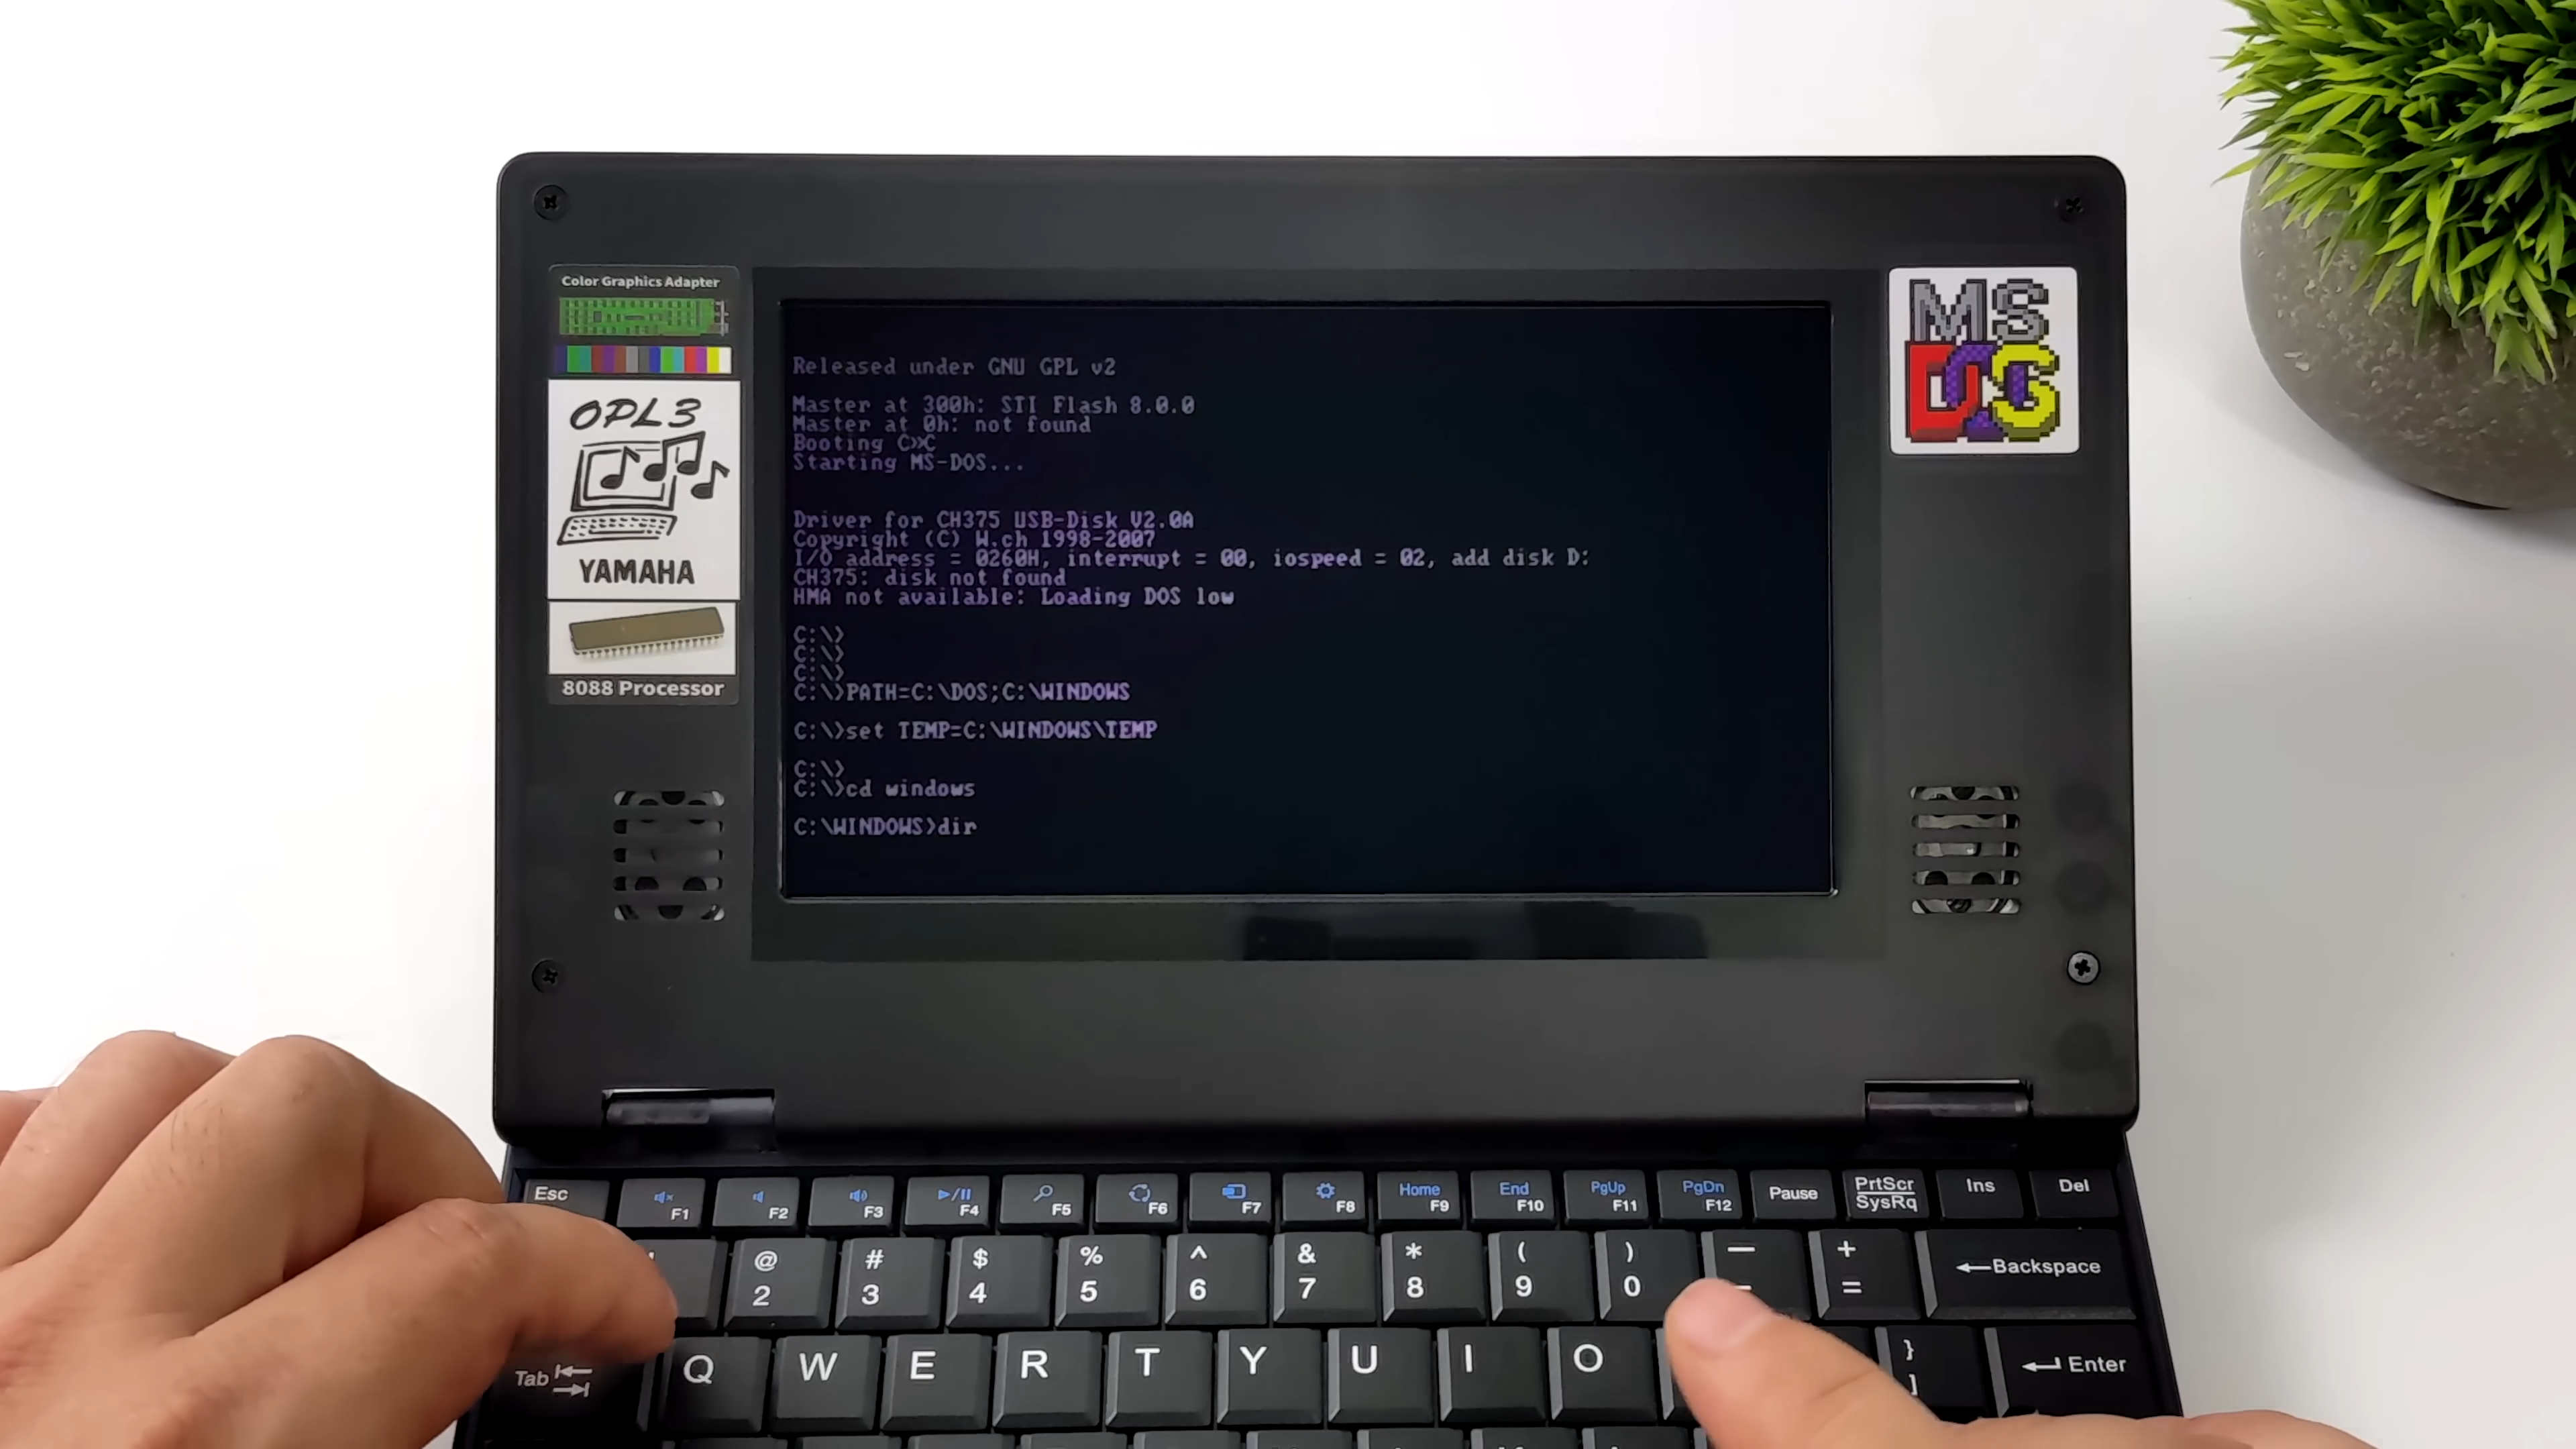 Color Graphics Adapter
OPL3
YAMAHA
8088 Processor
MS
DOS
Released under GNU GPL v2
Master at 300h: STI Flash 8.0.0
Master at 0h: not found
Booting C>>C
Starting MS-DOS...
Driver for CH375 USB-Disk V2.0A
Copyright (C) W.ch 1998-2007
I/O address = 0260H, interrupt = 00, iospeed = 02, add disk D:
CH375: disk not found
HMA not available: Loading DOS low
C:\>
C:\>
C:\>
C:\>PATH=C:\DOS;C:\WINDOWS
C:\>set TEMP=C:\WINDOWS\TEMP
C:\>
C:\>cd windows
C:\WINDOWS>dir
Esc F1 F2 F3 F4 F5 F6 F7 F8 Home F9 End F10 PgUp F11 PgDn F12 Pause PrtScr SysRq Ins Del
@ # $ % ^ & * ( ) — +
2 3 4 5 6 7 8 9 0 = ←Backspace
Tab Q W E R T Y U I O } ] Enter